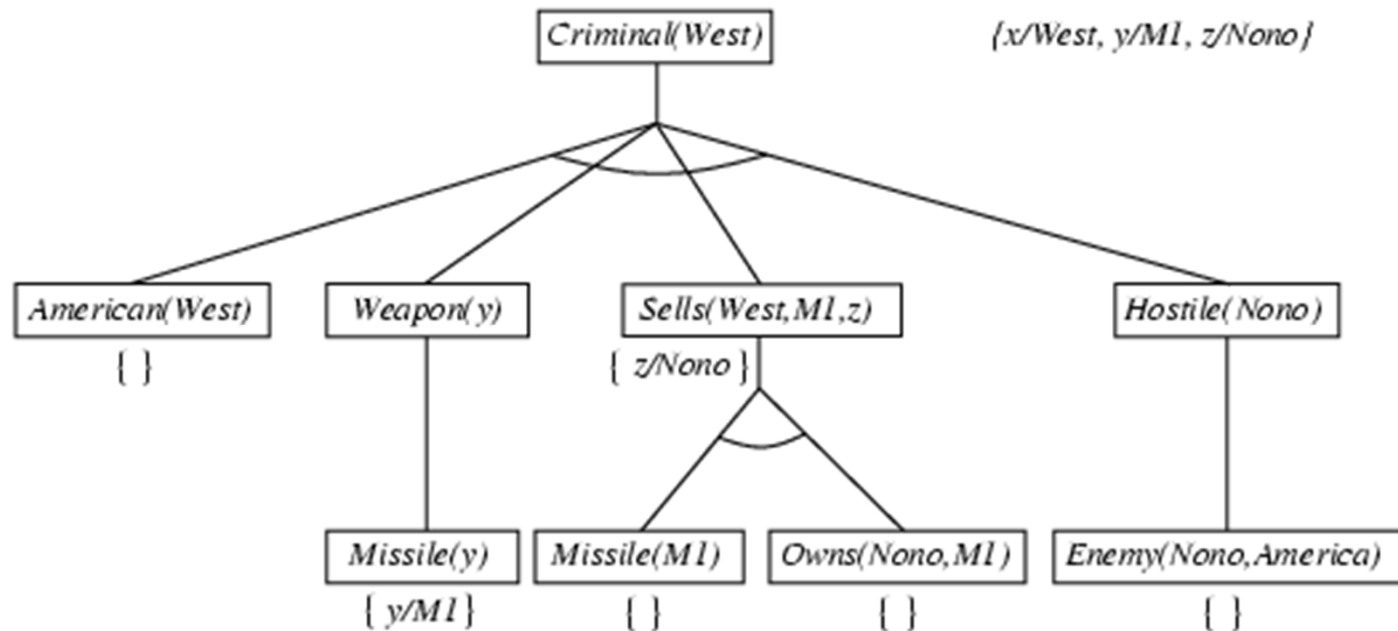 Criminal(West)
{x/West, y/M1, z/Nono}
American(West)
Weapon(y)
Sells(West,M1,z)
Hostile(Nono)
{ }
{ z/Nono }
Missile(y)
Missile(M1)
Owns(Nono,M1)
Enemy(Nono,America)
{ y/M1 }
{ }
{ }
{ }